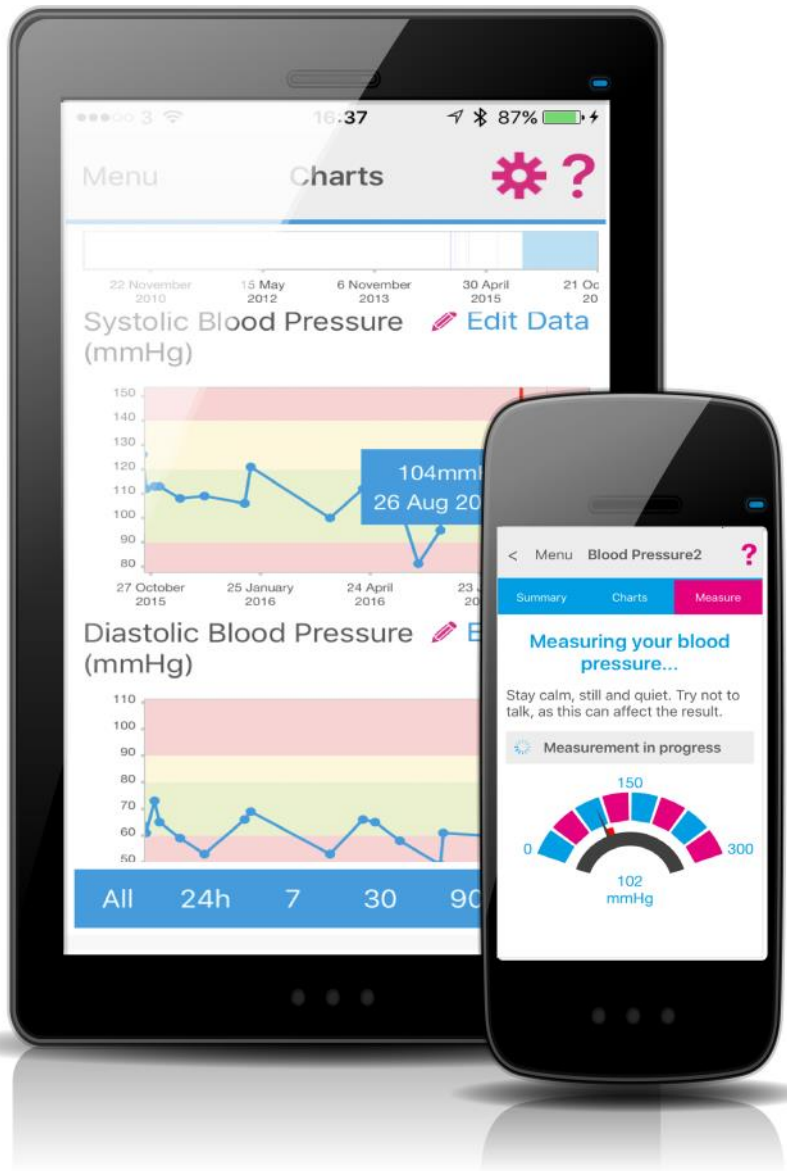 3 16:37 87%
Menu Charts ?
22 November 15 May 6 November 30 April 21 Oc
2010 2012 2013 2015 20
Systolic Blood Pressure Edit Data
(mmHg)
150
140
130
120
110
100
90
80
104mmH
26 Aug 20
27 October 25 January 24 April 23 J
2015 2016 2016 20
Diastolic Blood Pressure E
(mmHg)
110
100
90
80
70
60
50
All 24h 7 30 90
< Menu Blood Pressure2 ?
Summary Charts Measure
Measuring your blood
pressure...
Stay calm, still and quiet. Try not to
talk, as this can affect the result.
Measurement in progress
150
0 300
102
mmHg